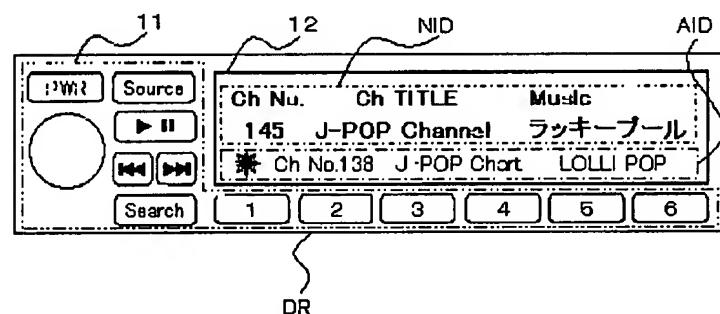 11 12 NID AID
PWR Source
Ch No. Ch TITLE Music
145 J-POP Channel ラッキープール
Ch No.138 J-POP Chart LOLLI POP
Search 1 2 3 4 5 6
DR